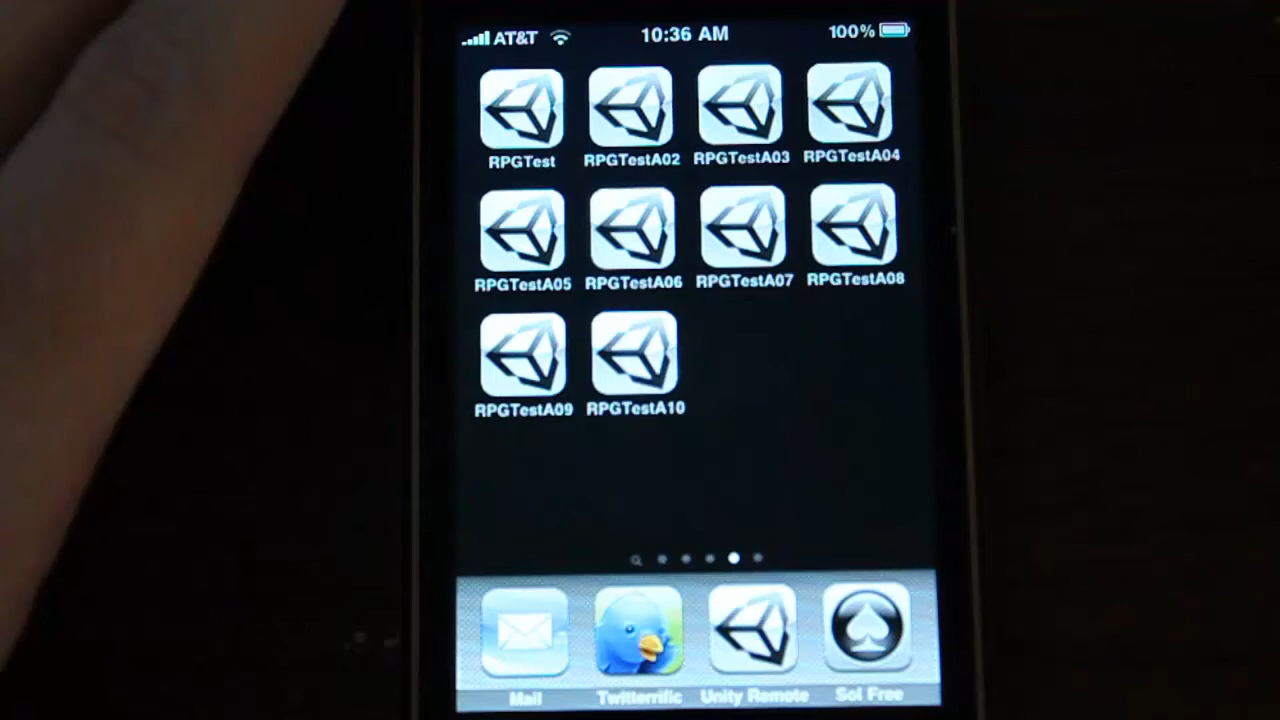 AT&T 10:36 AM 100%
RPGTest RPGTestA02 RPGTestA03 RPGTestA04
RPGTestA05 RPGTestA06 RPGTestA07 RPGTestA08
RPGTestA09 RPGTestA10
Mail Twitterrific Unity Remote Sol Free